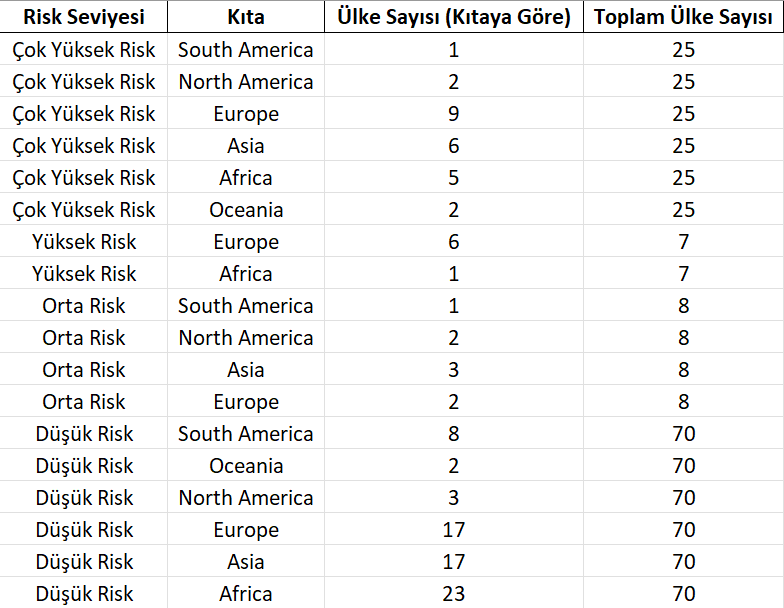 Risk Seviyesi Kıta Ülke Sayısı (Kıtaya Göre) Toplam Ülke Sayısı
Çok Yüksek Risk South America 1 25
Çok Yüksek Risk North America 2 25
Çok Yüksek Risk Europe 9 25
Çok Yüksek Risk Asia 6 25
Çok Yüksek Risk Africa 5 25
Çok Yüksek Risk Oceania 2 25
Yüksek Risk Europe 6 7
Yüksek Risk Africa 1 7
Orta Risk South America 1 8
Orta Risk North America 2 8
Orta Risk Asia 3 8
Orta Risk Europe 2 8
Düşük Risk South America 8 70
Düşük Risk Oceania 2 70
Düşük Risk North America 3 70
Düşük Risk Europe 17 70
Düşük Risk Asia 17 70
Düşük Risk Africa 23 70